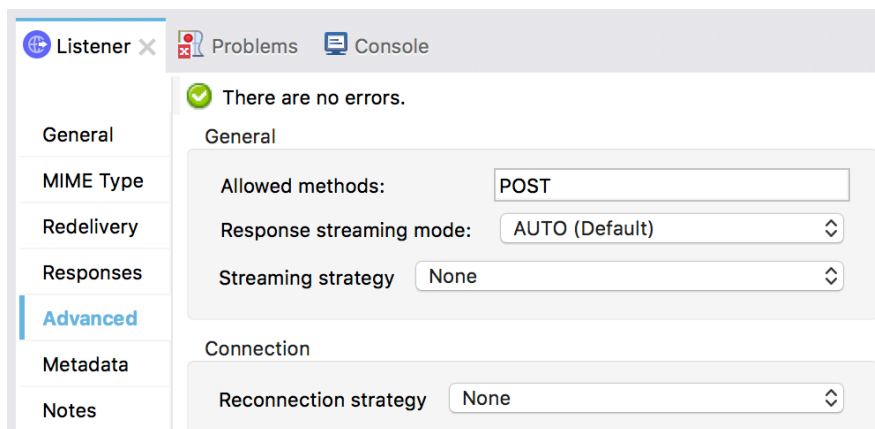 Listener Problems Console
There are no errors.
General
MIME Type
Redelivery
Responses
Advanced
Metadata
Notes
General
Allowed methods: POST
Response streaming mode: AUTO (Default)
Streaming strategy None
Connection
Reconnection strategy None